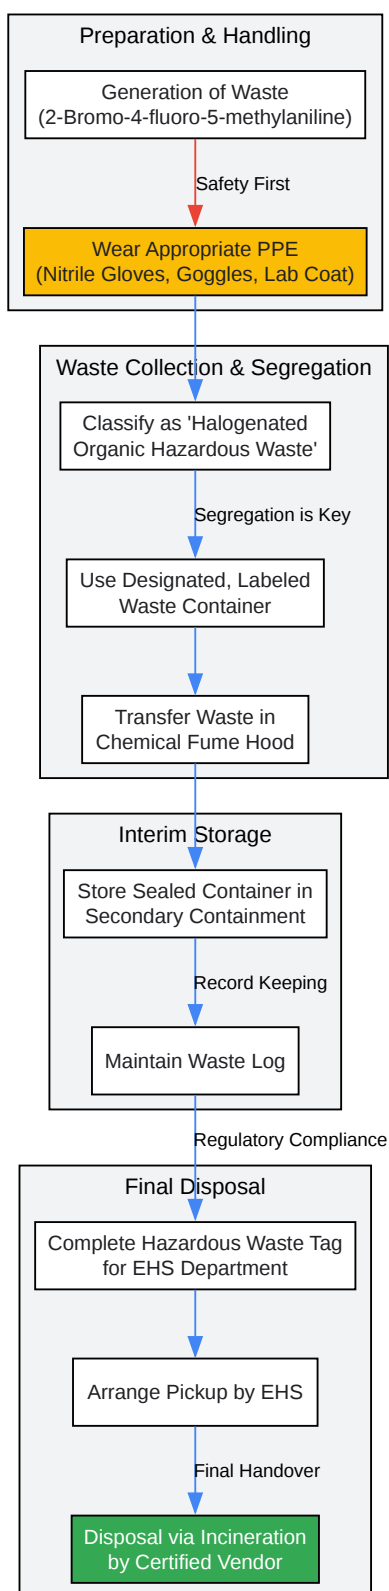 Preparation & Handling
Generation of Waste
(2-Bromo-4-fluoro-5-methylaniline)
Safety First
Wear Appropriate PPE
(Nitrile Gloves, Goggles, Lab Coat)
Waste Collection & Segregation
Classify as 'Halogenated
Organic Hazardous Waste'
Segregation is Key
Use Designated, Labeled
Waste Container
Transfer Waste in
Chemical Fume Hood
Interim Storage
Store Sealed Container in
Secondary Containment
Record Keeping
Maintain Waste Log
Regulatory Compliance
Final Disposal
Complete Hazardous Waste Tag
for EHS Department
Arrange Pickup by EHS
Final Handover
Disposal via Incineration
by Certified Vendor